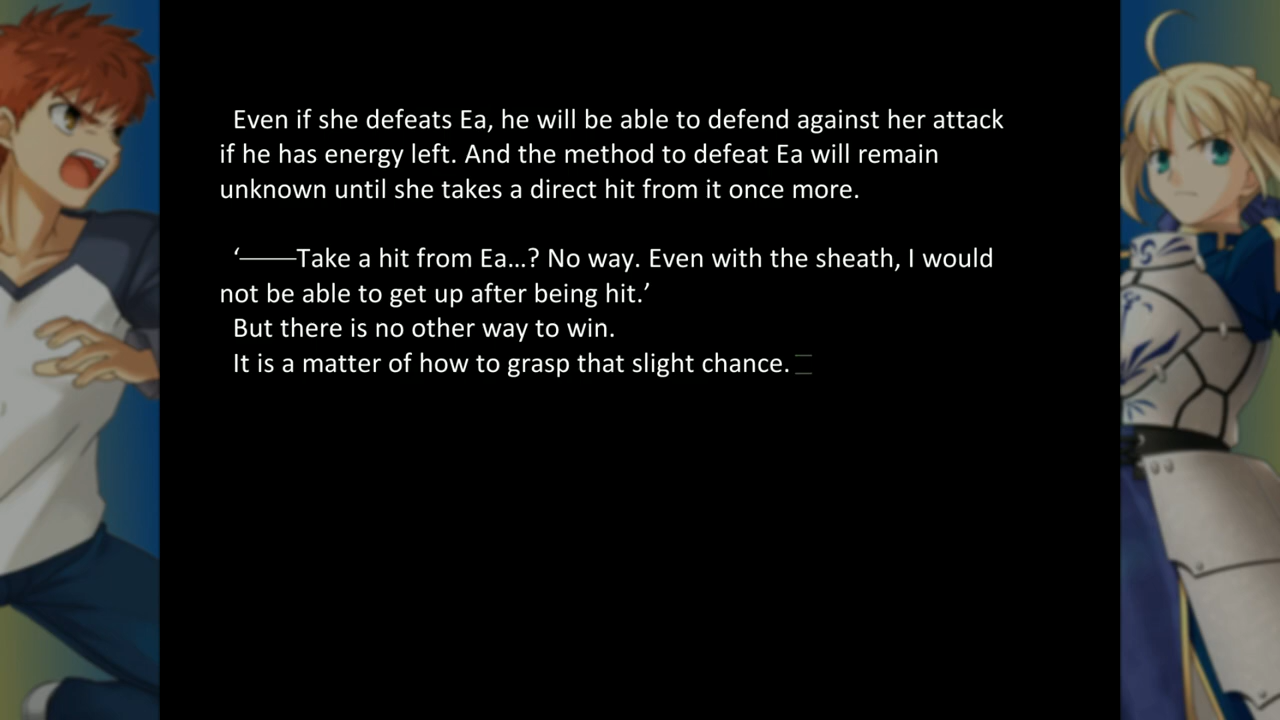 Even if she defeats Ea, he will be able to defend against her attack
if he has energy left. And the method to defeat Ea will remain
unknown until she takes a direct hit from it once more.
‘───Take a hit from Ea...? No way. Even with the sheath, I would
not be able to get up after being hit.’
But there is no other way to win.
It is a matter of how to grasp that slight chance.